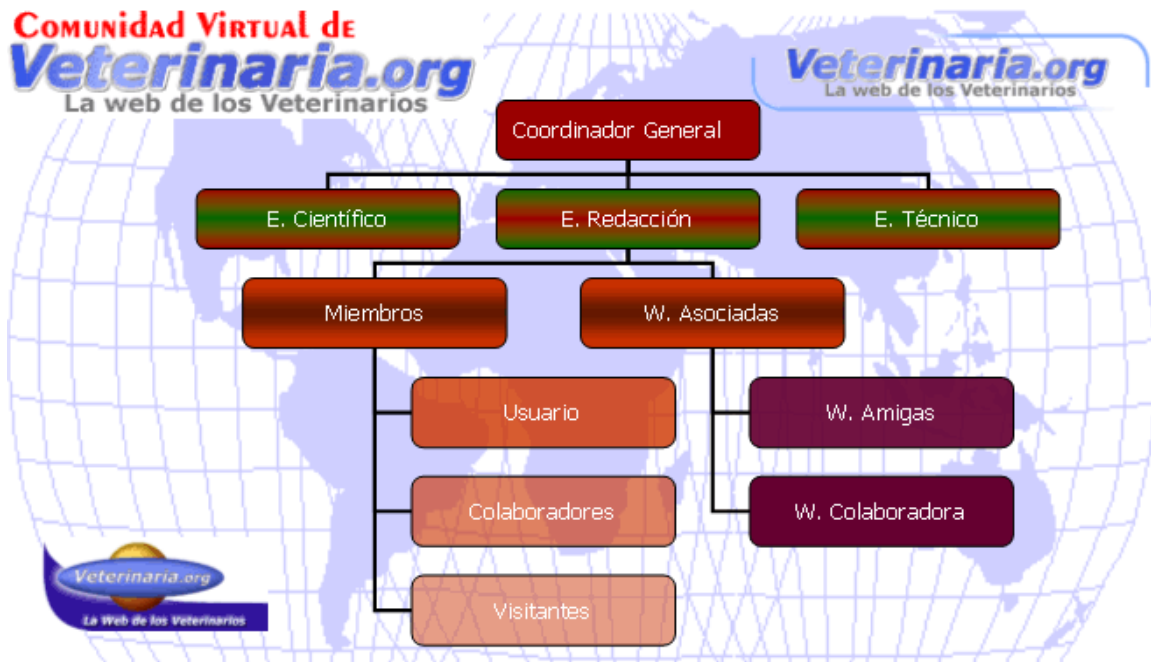 Comunidad Virtual de
Veterinaria.org
La web de los Veterinarios
Veterinaria.org
La web de los Veterinarios
Coordinador General
E. Científico
E. Redacción
E. Técnico
Miembros
W. Asociadas
Usuario
W. Amigas
Colaboradores
W. Colaboradora
Visitantes
Veterinaria.org
La Web de los Veterinarios